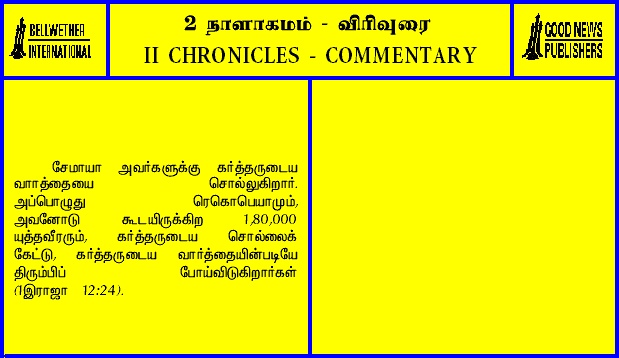 BELLWETHER
INTERNATIONAL
2 நாளாகமம் - விரிவுரை
II CHRONICLES - COMMENTARY
GOOD NEWS
PUBLISHERS
சேமாயா அவர்களுக்கு கர்த்தருடைய
வார்த்தையை சொல்லுகிறார்.
அப்பொழுது ரெகொபெயாமும்,
அவனோடு கூடயிருக்கிற 1,80,000
யுத்தவீரரும், கர்த்தருடைய சொல்லைக்
கேட்டு, கர்த்தருடைய வார்த்தையின்படியே
திரும்பிப் போய்விடுகிறார்கள்
(1இராஜா 12:24).